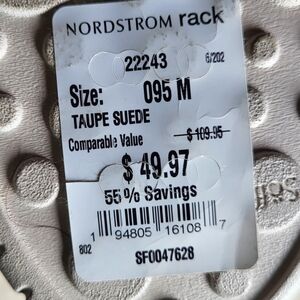 NORDSTROM rack
22243 6/202
Size: 095 M
TAUPE SUEDE
Comparable Value $ 109.95
$ 49.97
55% Savings
1 94805 16108 7
802
SF0047628